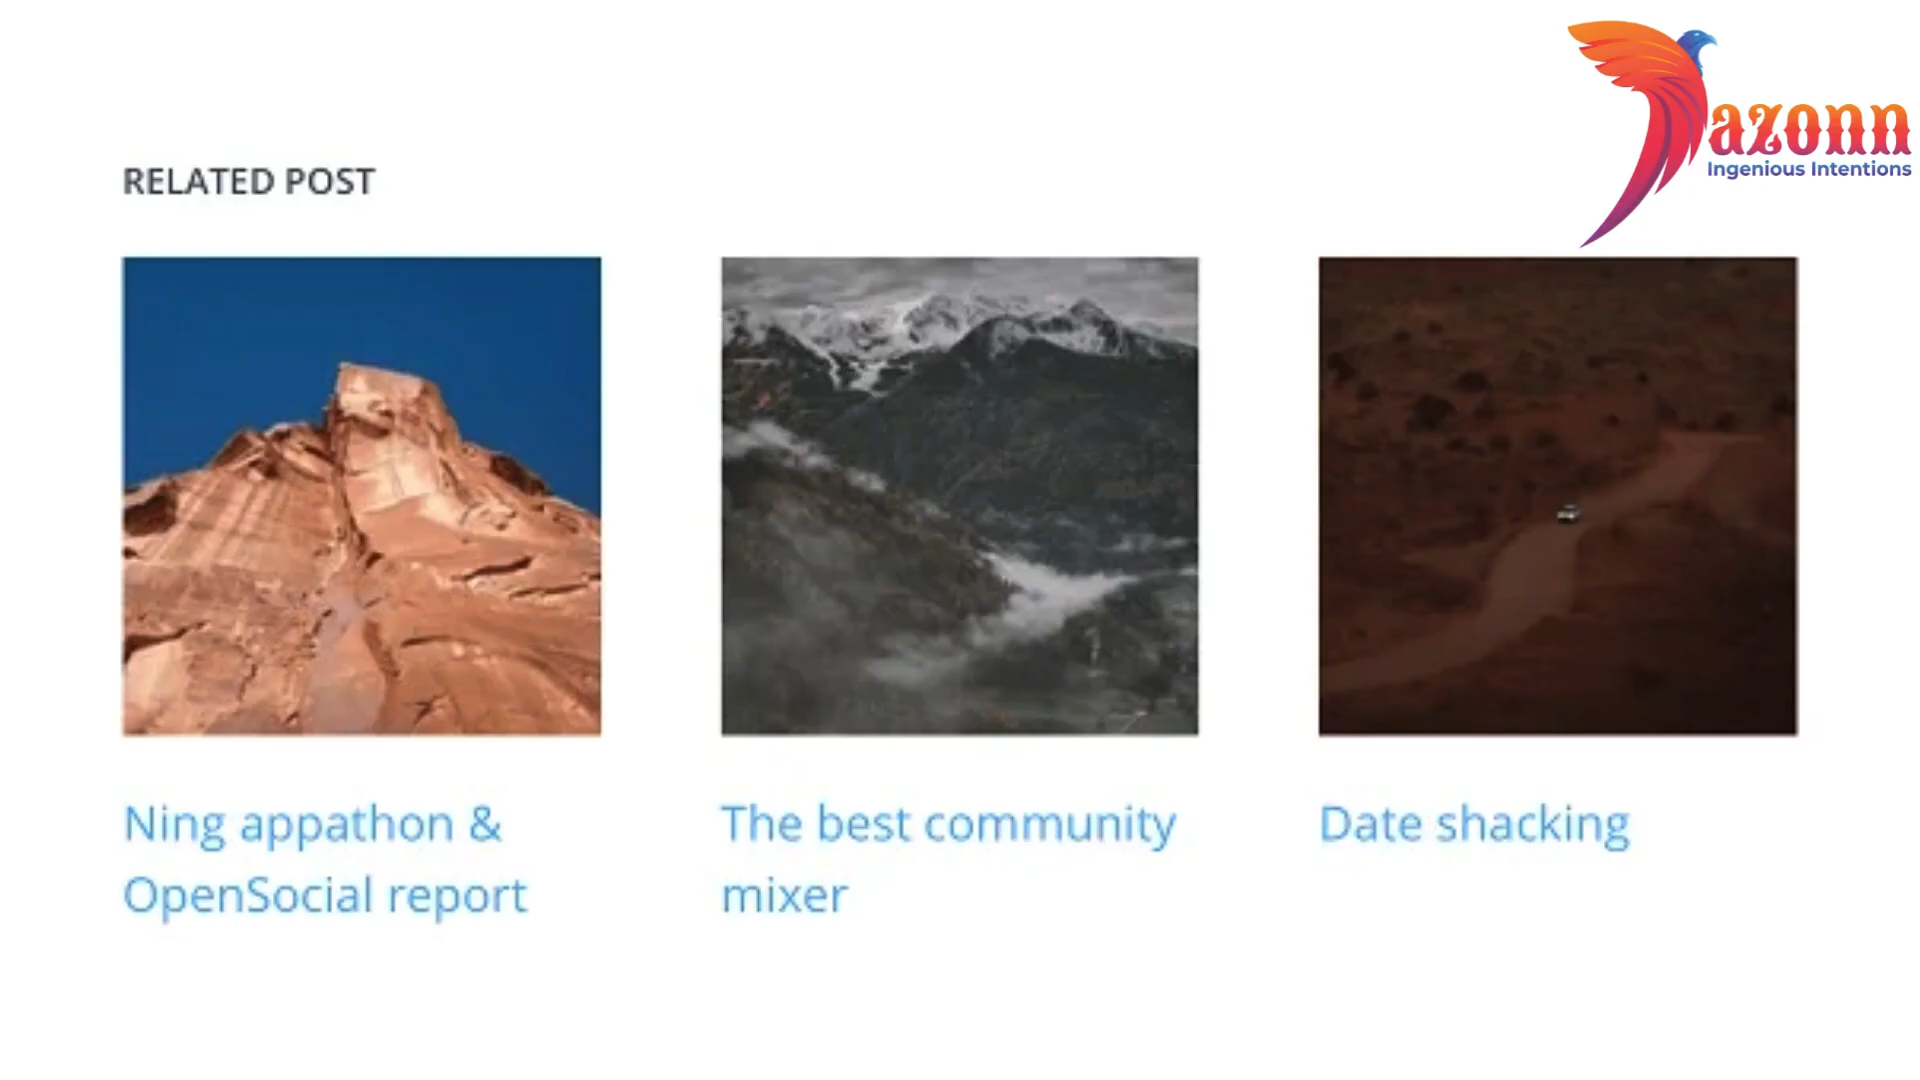 azonn
Ingenious Intentions
RELATED POST
Ning appathon &
OpenSocial report
The best community
mixer
Date shacking